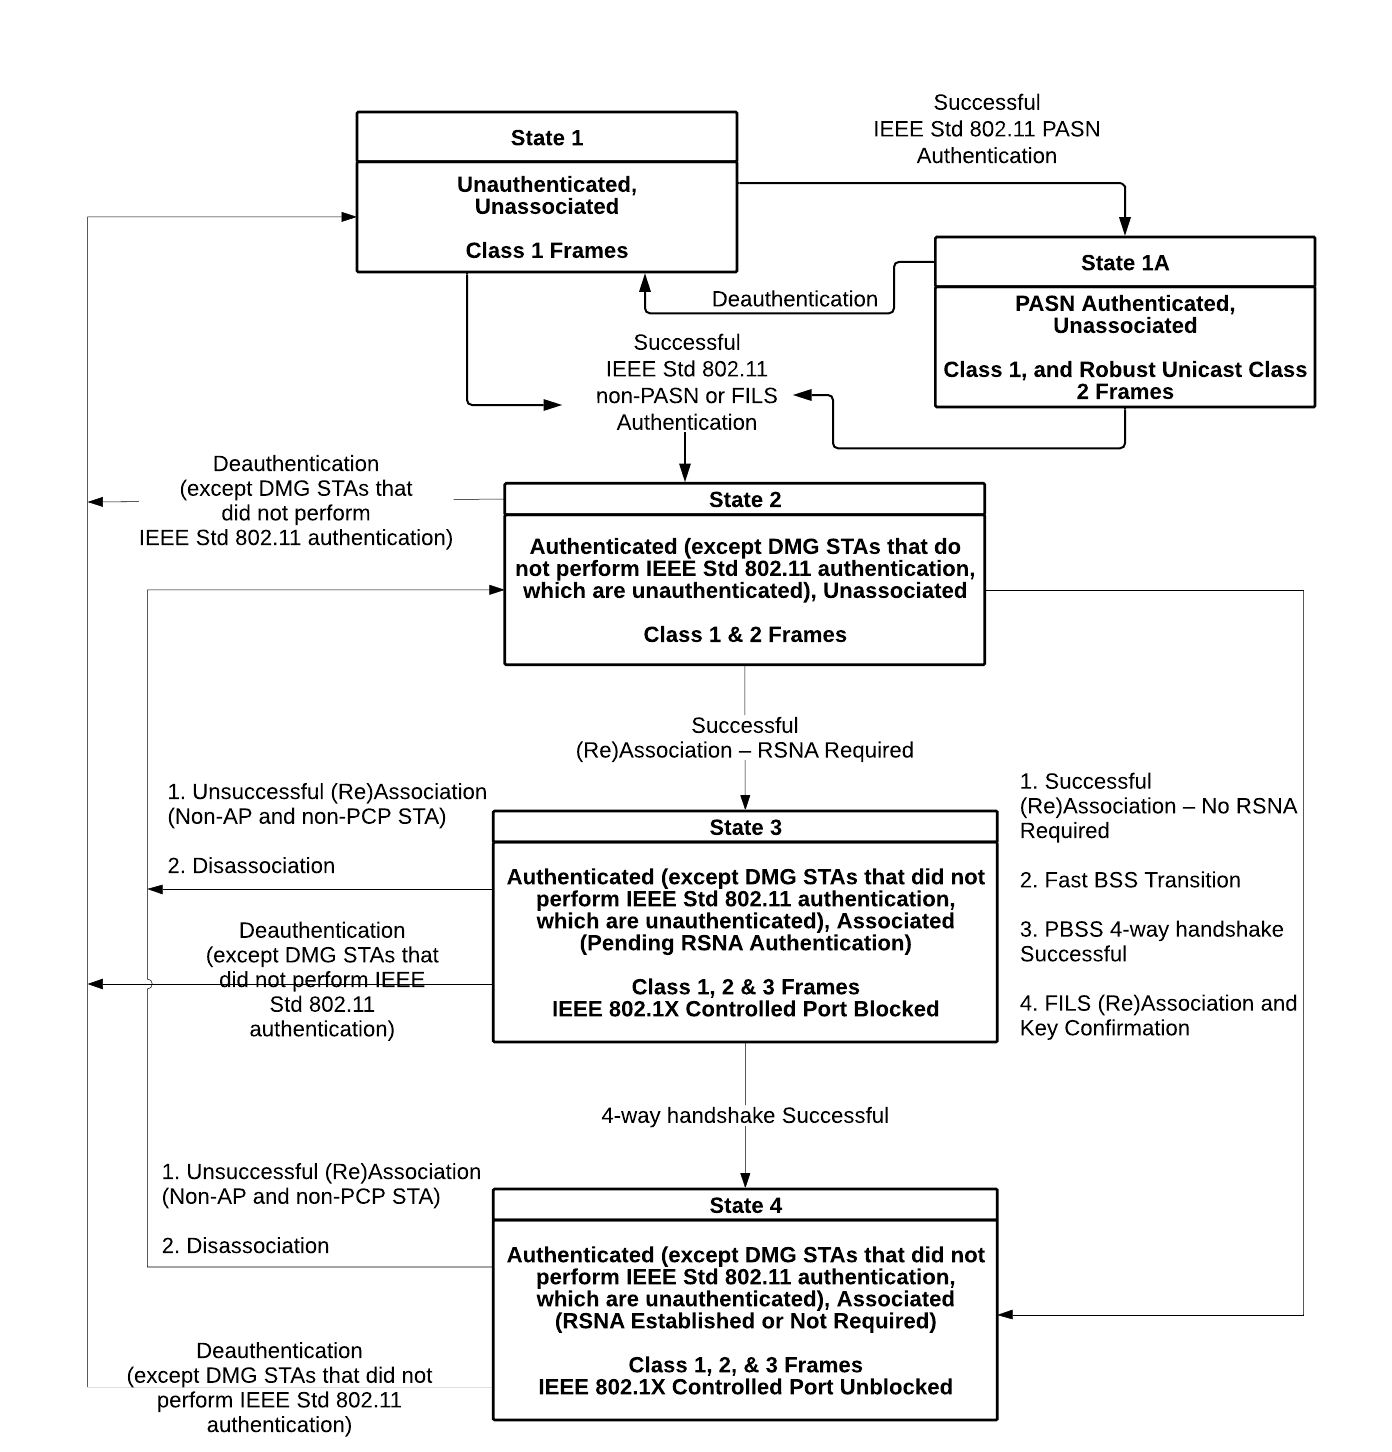 Successful
IEEE Std 802.11 PASN
Authentication
State 1
Unauthenticated,
Unassociated
Class 1 Frames
State 1A
PASN Authenticated,
Unassociated
Class 1, and Robust Unicast Class
2 Frames
Deauthentication
Successful
IEEE Std 802.11
non-PASN or FILS
Authentication
Deauthentication
(except DMG STAs that
did not perform
IEEE Std 802.11 authentication)
State 2
Authenticated (except DMG STAs that do
not perform IEEE Std 802.11 authentication,
which are unauthenticated), Unassociated
Class 1 & 2 Frames
Successful
(Re)Association – RSNA Required
1. Unsuccessful (Re)Association
(Non-AP and non-PCP STA)
2. Disassociation
1. Successful
(Re)Association – No RSNA
Required
2. Fast BSS Transition
3. PBSS 4-way handshake
Successful
4. FILS (Re)Association and
Key Confirmation
State 3
Authenticated (except DMG STAs that did not
perform IEEE Std 802.11 authentication,
which are unauthenticated), Associated
(Pending RSNA Authentication)
Class 1, 2 & 3 Frames
IEEE 802.1X Controlled Port Blocked
Deauthentication
(except DMG STAs that
did not perform IEEE
Std 802.11
authentication)
4-way handshake Successful
1. Unsuccessful (Re)Association
(Non-AP and non-PCP STA)
2. Disassociation
State 4
Authenticated (except DMG STAs that did not
perform IEEE Std 802.11 authentication,
which are unauthenticated), Associated
(RSNA Established or Not Required)
Class 1, 2, & 3 Frames
IEEE 802.1X Controlled Port Unblocked
Deauthentication
(except DMG STAs that did not
perform IEEE Std 802.11
authentication)